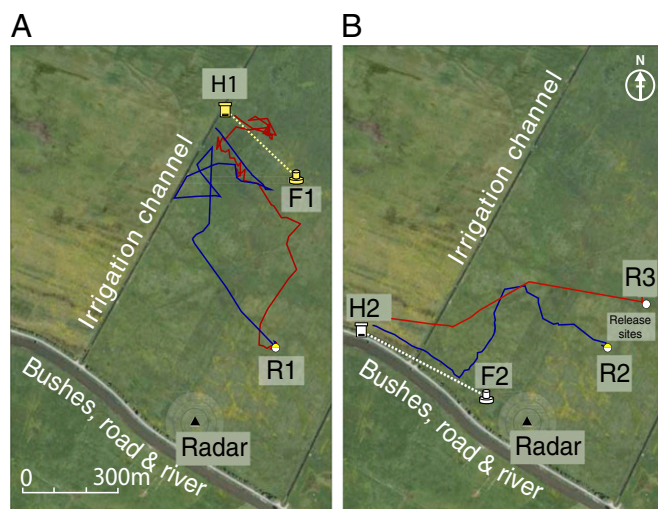 A
B
N
H1
Irrigation channel
F1
R1
Bushes, road & river
Radar
0 300m
Irrigation channel
R3
Release
sites
H2
R2
F2
Bushes, road & river
Radar